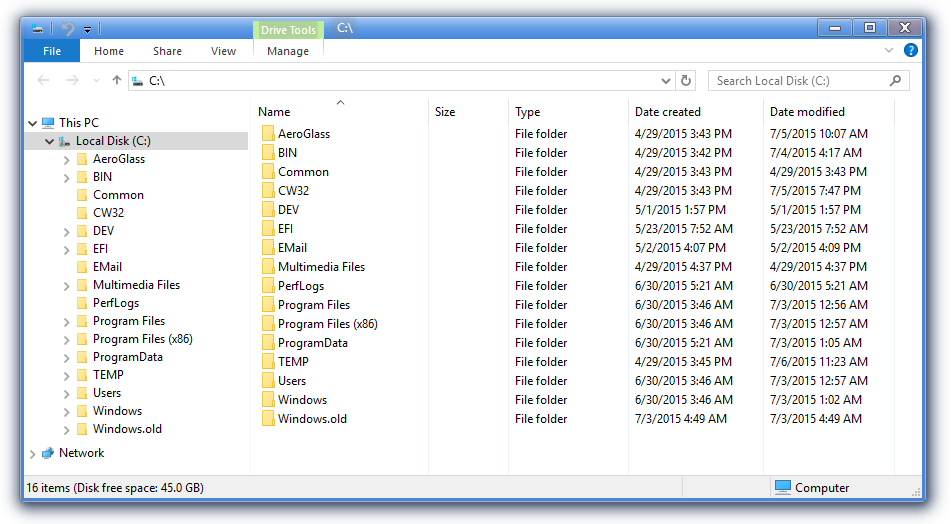 Drive Tools C:\
File Home Share View Manage
C:\ Search Local Disk (C:)
This PC
Local Disk (C:)
AeroGlass
BIN
Common
CW32
DEV
EFI
EMail
Multimedia Files
PerfLogs
Program Files
Program Files (x86)
ProgramData
TEMP
Users
Windows
Windows.old
Network
Name Size Type Date created Date modified
AeroGlass File folder 4/29/2015 3:43 PM 7/5/2015 10:07 AM
BIN File folder 4/29/2015 3:42 PM 7/4/2015 4:17 AM
Common File folder 4/29/2015 3:43 PM 4/29/2015 3:43 PM
CW32 File folder 4/29/2015 3:43 PM 7/5/2015 7:47 PM
DEV File folder 5/1/2015 1:57 PM 5/1/2015 1:57 PM
EFI File folder 5/23/2015 7:52 AM 5/23/2015 7:52 AM
EMail File folder 5/2/2015 4:07 PM 5/2/2015 4:09 PM
Multimedia Files File folder 4/29/2015 4:37 PM 4/29/2015 4:37 PM
PerfLogs File folder 6/30/2015 5:21 AM 6/30/2015 5:21 AM
Program Files File folder 6/30/2015 3:46 AM 7/3/2015 12:56 AM
Program Files (x86) File folder 6/30/2015 3:46 AM 7/3/2015 12:57 AM
ProgramData File folder 6/30/2015 5:21 AM 7/3/2015 1:05 AM
TEMP File folder 4/29/2015 3:45 PM 7/6/2015 11:23 AM
Users File folder 6/30/2015 3:46 AM 7/3/2015 12:57 AM
Windows File folder 6/30/2015 3:46 AM 7/3/2015 1:02 AM
Windows.old File folder 7/3/2015 4:49 AM 7/3/2015 4:49 AM
16 items (Disk free space: 45.0 GB) Computer